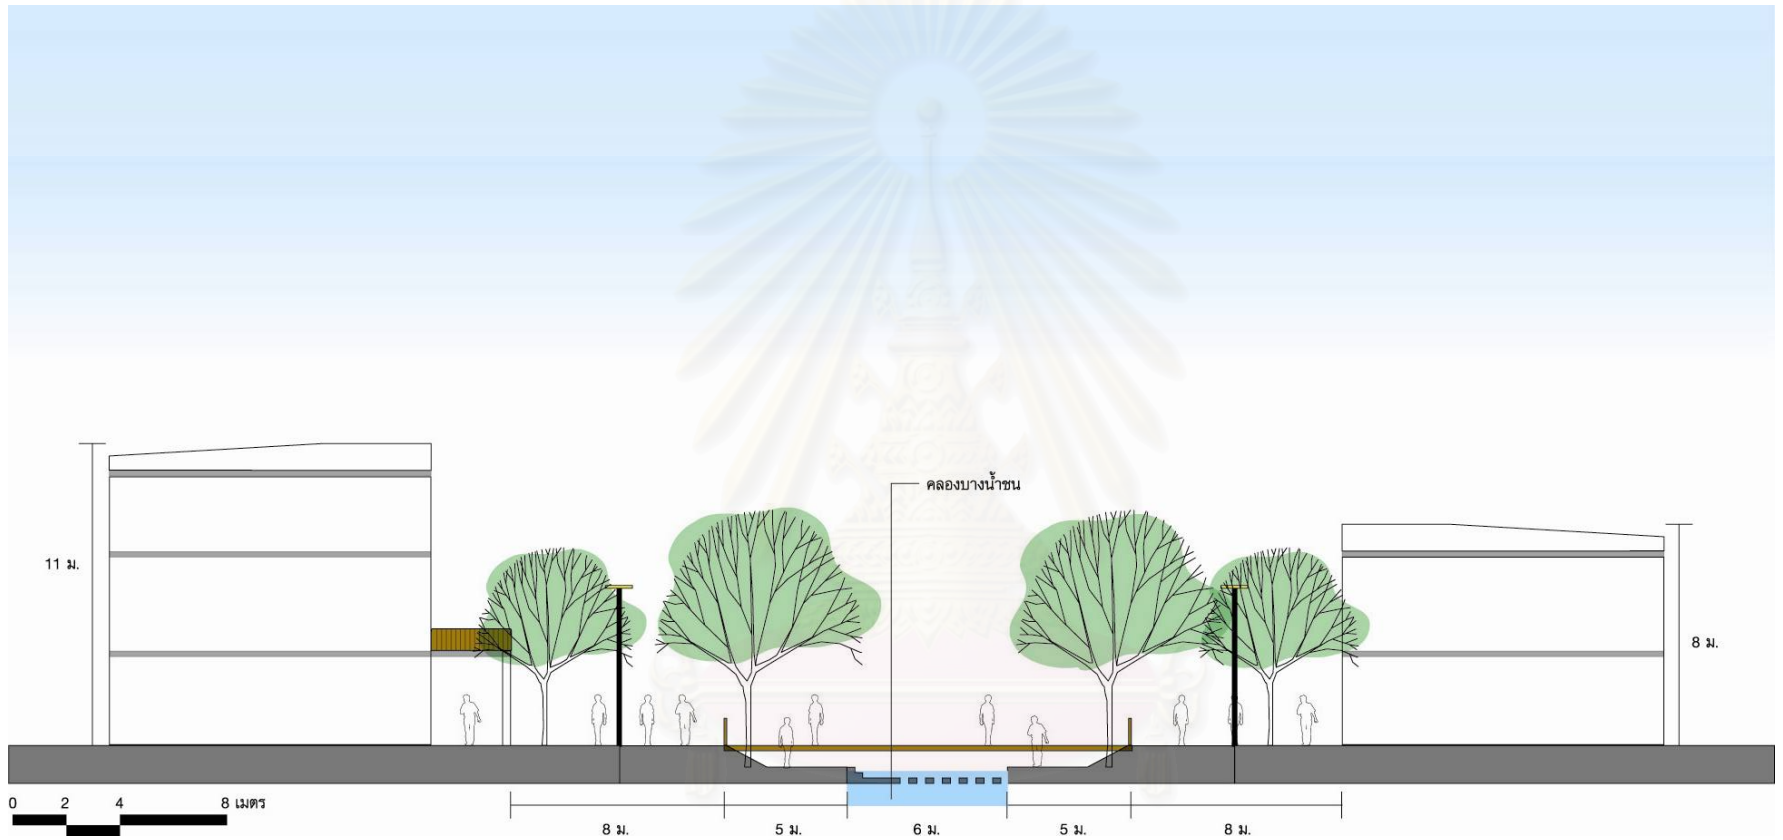 คลองบางน้ำชน
11 ม.
8 ม.
0 2 4 8 เมตร
8 ม. 5 ม. 6 ม. 5 ม. 8 ม.